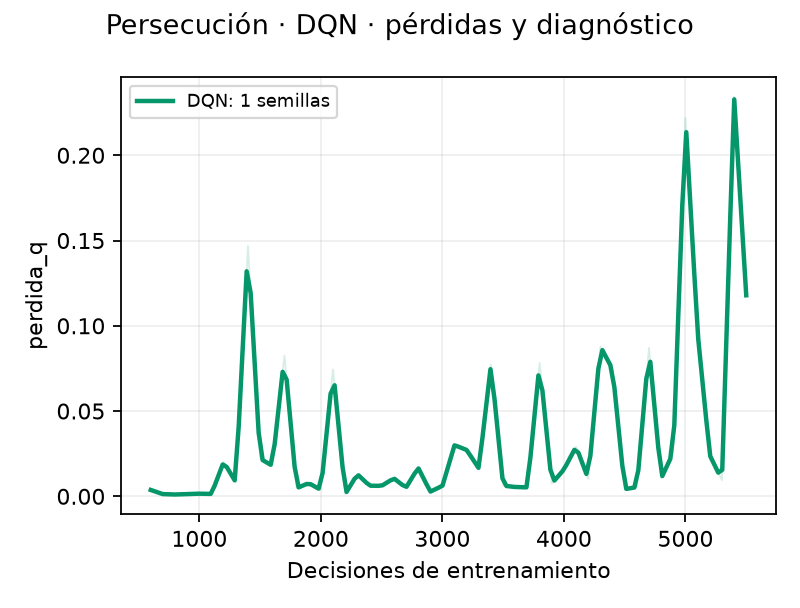 Persecución · DQN · pérdidas y diagnóstico
DQN: 1 semillas
0.20
0.15
0.10
0.05
0.00
perdida_q
1000 2000 3000 4000 5000
Decisiones de entrenamiento